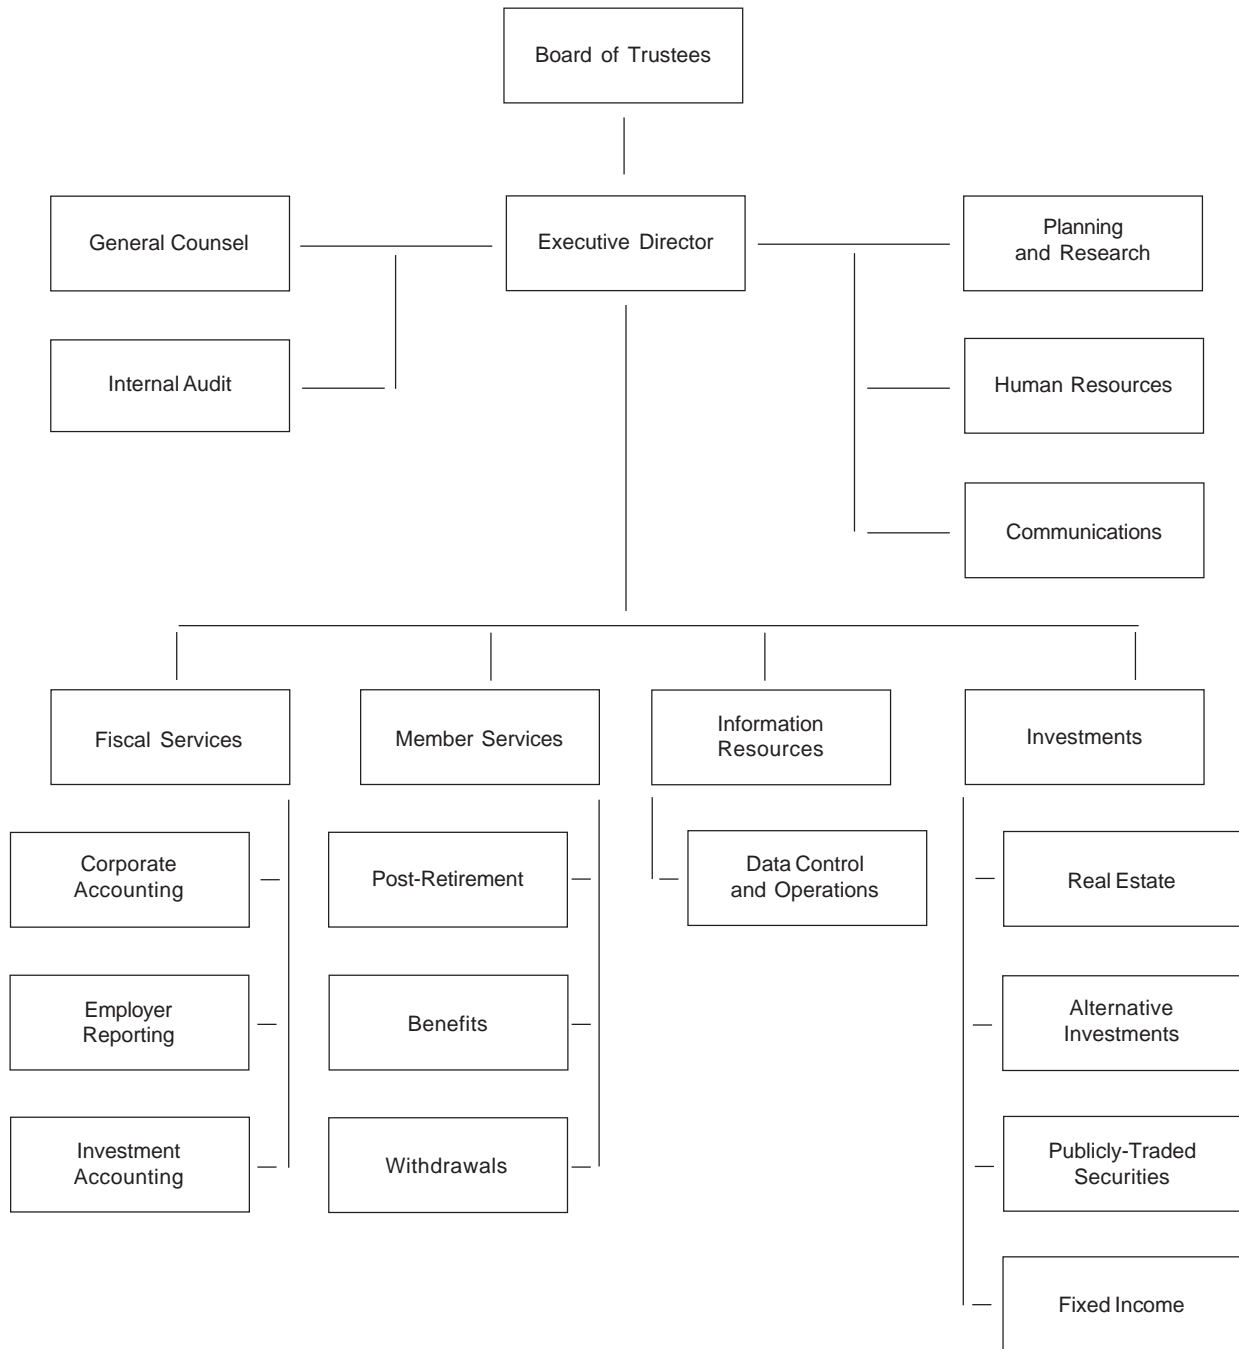 Board of Trustees
General Counsel
Executive Director
Planning
and Research
Internal Audit
Human Resources
Communications
Fiscal Services
Member Services
Information
Resources
Investments
Corporate
Accounting
Post-Retirement
Data Control
and Operations
Real Estate
Employer
Reporting
Benefits
Alternative
Investments
Investment
Accounting
Withdrawals
Publicly-Traded
Securities
Fixed Income